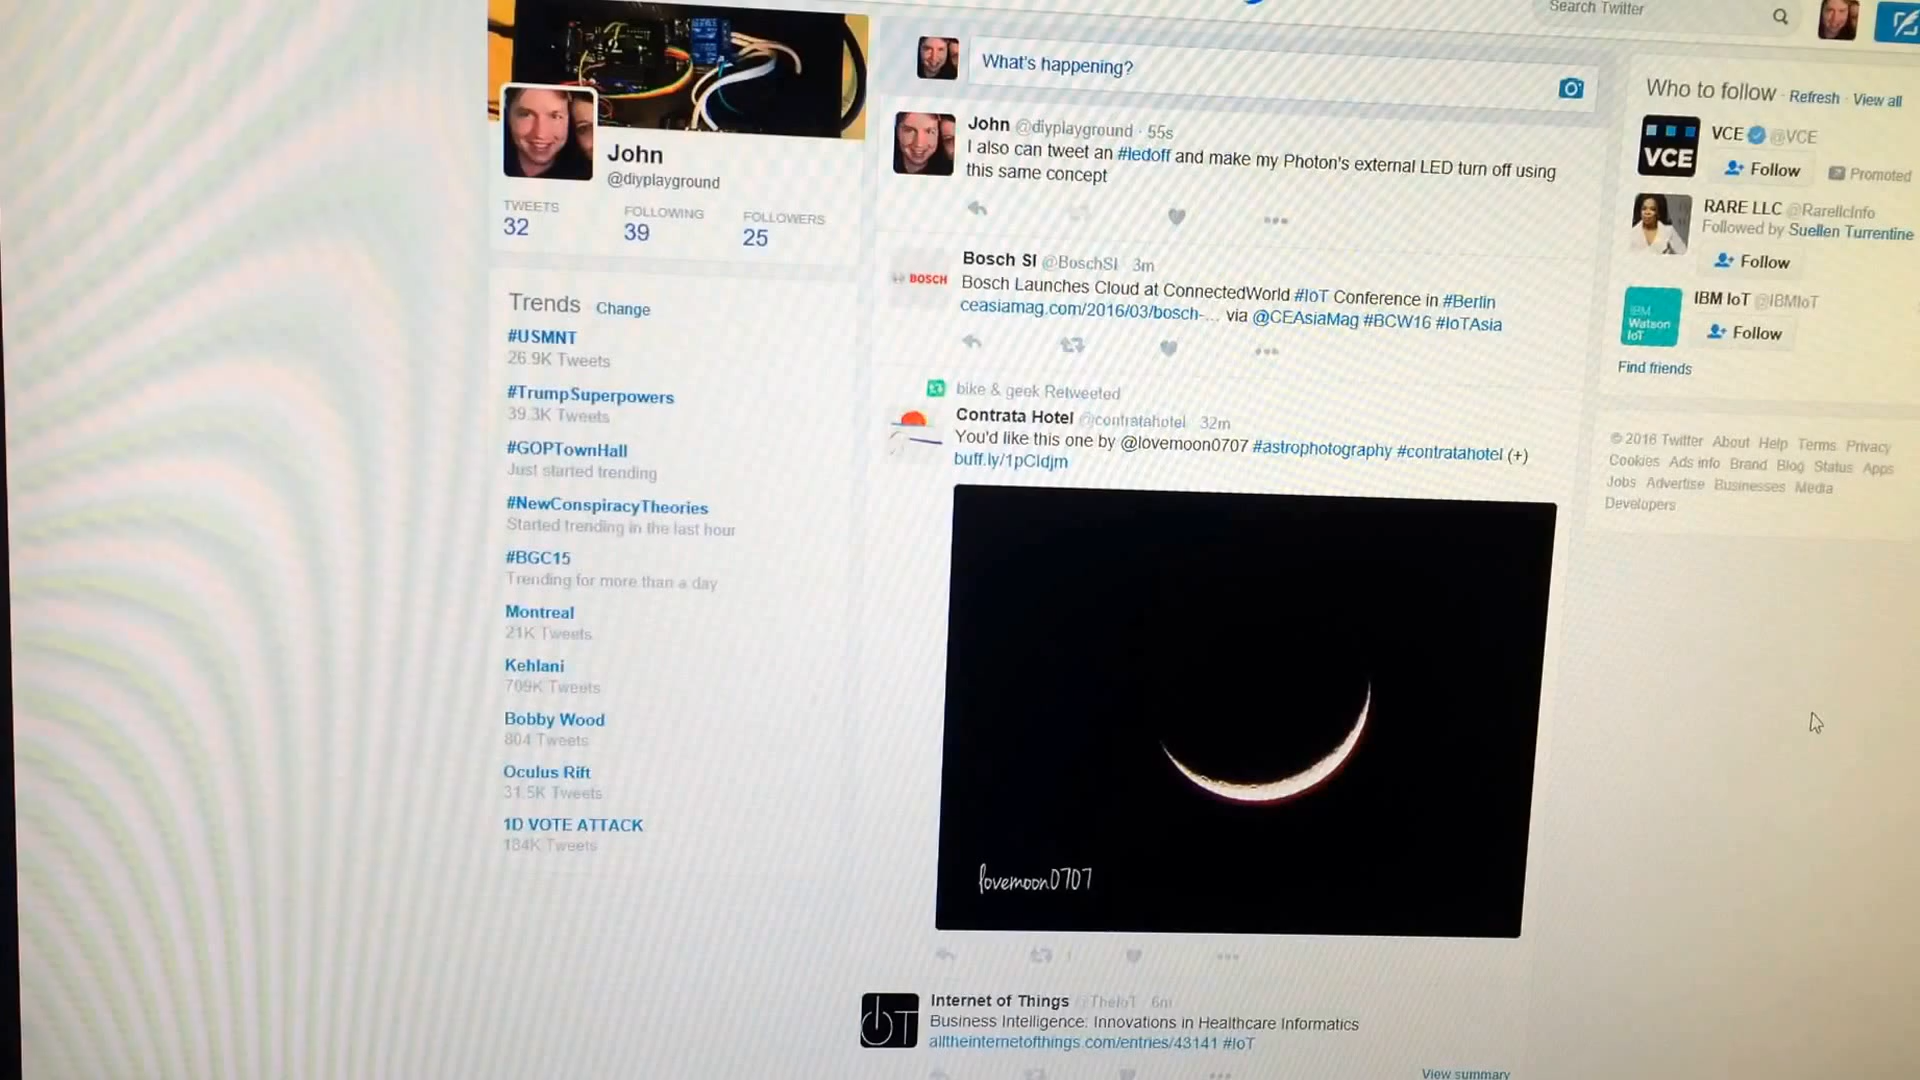 Search Twitter
John
@diyplayground
TWEETS
32
FOLLOWING
39
FOLLOWERS
25
Trends Change
#USMNT
26.9K Tweets
#TrumpSuperpowers
39.3K Tweets
#GOPTownHall
Just started trending
#NewConspiracyTheories
Started trending in the last hour
#BGC15
Trending for more than a day
Montreal
21K Tweets
Kehlani
709K Tweets
Bobby Wood
804 Tweets
Oculus Rift
31.5K Tweets
1D VOTE ATTACK
184K Tweets
What's happening?
John @diyplayground · 55s
I also can tweet an #ledoff and make my Photon's external LED turn off using
this same concept
BOSCH
Bosch SI @BoschSI · 3m
Bosch Launches Cloud at ConnectedWorld #IoT Conference in #Berlin
ceasiamag.com/2016/03/bosch-... via @CEAsiaMag #BCW16 #IoTAsia
bike & geek Retweeted
Contrata Hotel @contratahotel · 32m
You'd like this one by @lovemoon0707 #astrophotography #contratahotel (+)
buff.ly/1pCIdjm
lovemoon0707
1
IOT
Internet of Things @TheIoT · 6m
Business Intelligence: Innovations in Healthcare Informatics
alltheinternetofthings.com/entries/43141 #IoT
View summary
Who to follow · Refresh · View all
VCE
VCE @VCE
Follow
Promoted
RARE LLC @RarellcInfo
Followed by Suellen Turrentine
Follow
IBM
Watson
IoT
IBM IoT @IBMIoT
Follow
Find friends
© 2016 Twitter About Help Terms Privacy
Cookies Ads info Brand Blog Status Apps
Jobs Advertise Businesses Media
Developers